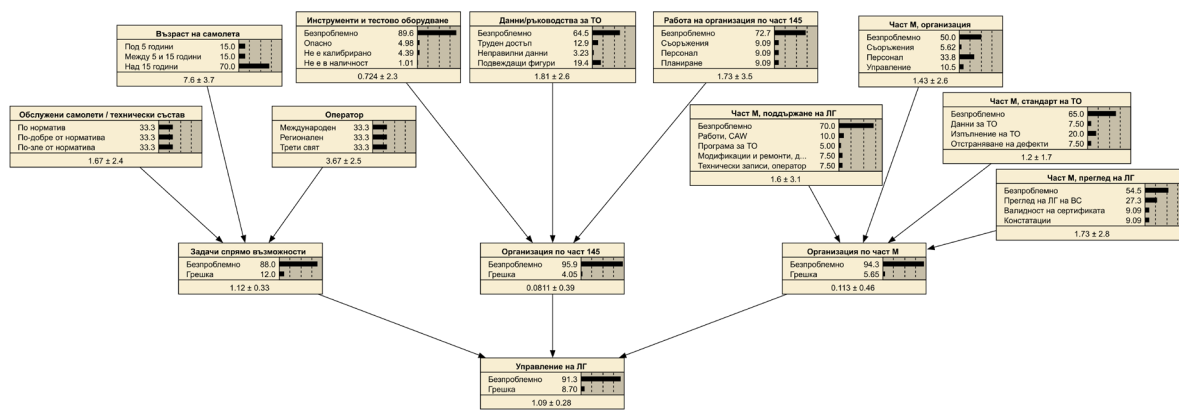 Възраст на самолета
Под 5 години 15.0
Между 5 и 15 години 15.0
Над 15 години 70.0
7.6 ± 3.7
Инструменти и тестово оборудване
Безпроблемно 89.6
Опасно 4.98
Не е калибрирано 4.39
Не е в наличност 1.01
0.724 ± 2.3
Данни/ръководства за ТО
Безпроблемно 64.5
Труден достъп 12.9
Неправилни данни 3.23
Подвеждащи фигури 19.4
1.81 ± 2.6
Работа на организация по част 145
Безпроблемно 72.7
Съоръжения 9.09
Персонал 9.09
Планиране 9.09
1.73 ± 3.5
Част М, организация
Безпроблемно 50.0
Съоръжения 5.62
Персонал 33.8
Управление 10.5
1.43 ± 2.6
Обслужени самолети / технически състав
По норматив 33.3
По-добре от норматива 33.3
По-зле от норматива 33.3
1.67 ± 2.4
Оператор
Международен 33.3
Регионален 33.3
Трети свят 33.3
3.67 ± 2.5
Част М, поддържане на ЛГ
Безпроблемно 70.0
Работи, CAW 10.0
Програма за ТО 5.00
Модификации и ремонти, д... 7.50
Технически записи, оператор 7.50
1.6 ± 3.1
Част М, стандарт на ТО
Безпроблемно 65.0
Данни за ТО 7.50
Изпълнение на ТО 20.0
Отстраняване на дефекти 7.50
1.2 ± 1.7
Част М, преглед на ЛГ
Безпроблемно 54.5
Преглед на ЛГ на ВС 27.3
Валидност на сертификата 9.09
Констатации 9.09
1.73 ± 2.8
Задачи спрямо възможности
Безпроблемно 88.0
Грешка 12.0
1.12 ± 0.33
Организация по част 145
Безпроблемно 95.9
Грешка 4.05
0.0811 ± 0.39
Организация по част М
Безпроблемно 94.3
Грешка 5.65
0.113 ± 0.46
Управление на ЛГ
Безпроблемно 91.3
Грешка 8.70
1.09 ± 0.28